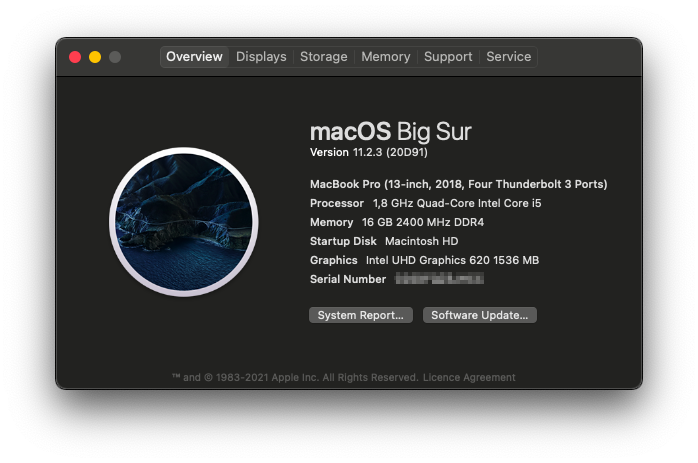 Overview Displays Storage Memory Support Service
macOS Big Sur
Version 11.2.3 (20D91)
MacBook Pro (13-inch, 2018, Four Thunderbolt 3 Ports)
Processor 1,8 GHz Quad-Core Intel Core i5
Memory 16 GB 2400 MHz DDR4
Startup Disk Macintosh HD
Graphics Intel UHD Graphics 620 1536 MB
Serial Number
System Report... Software Update...
™ and © 1983-2021 Apple Inc. All Rights Reserved. Licence Agreement